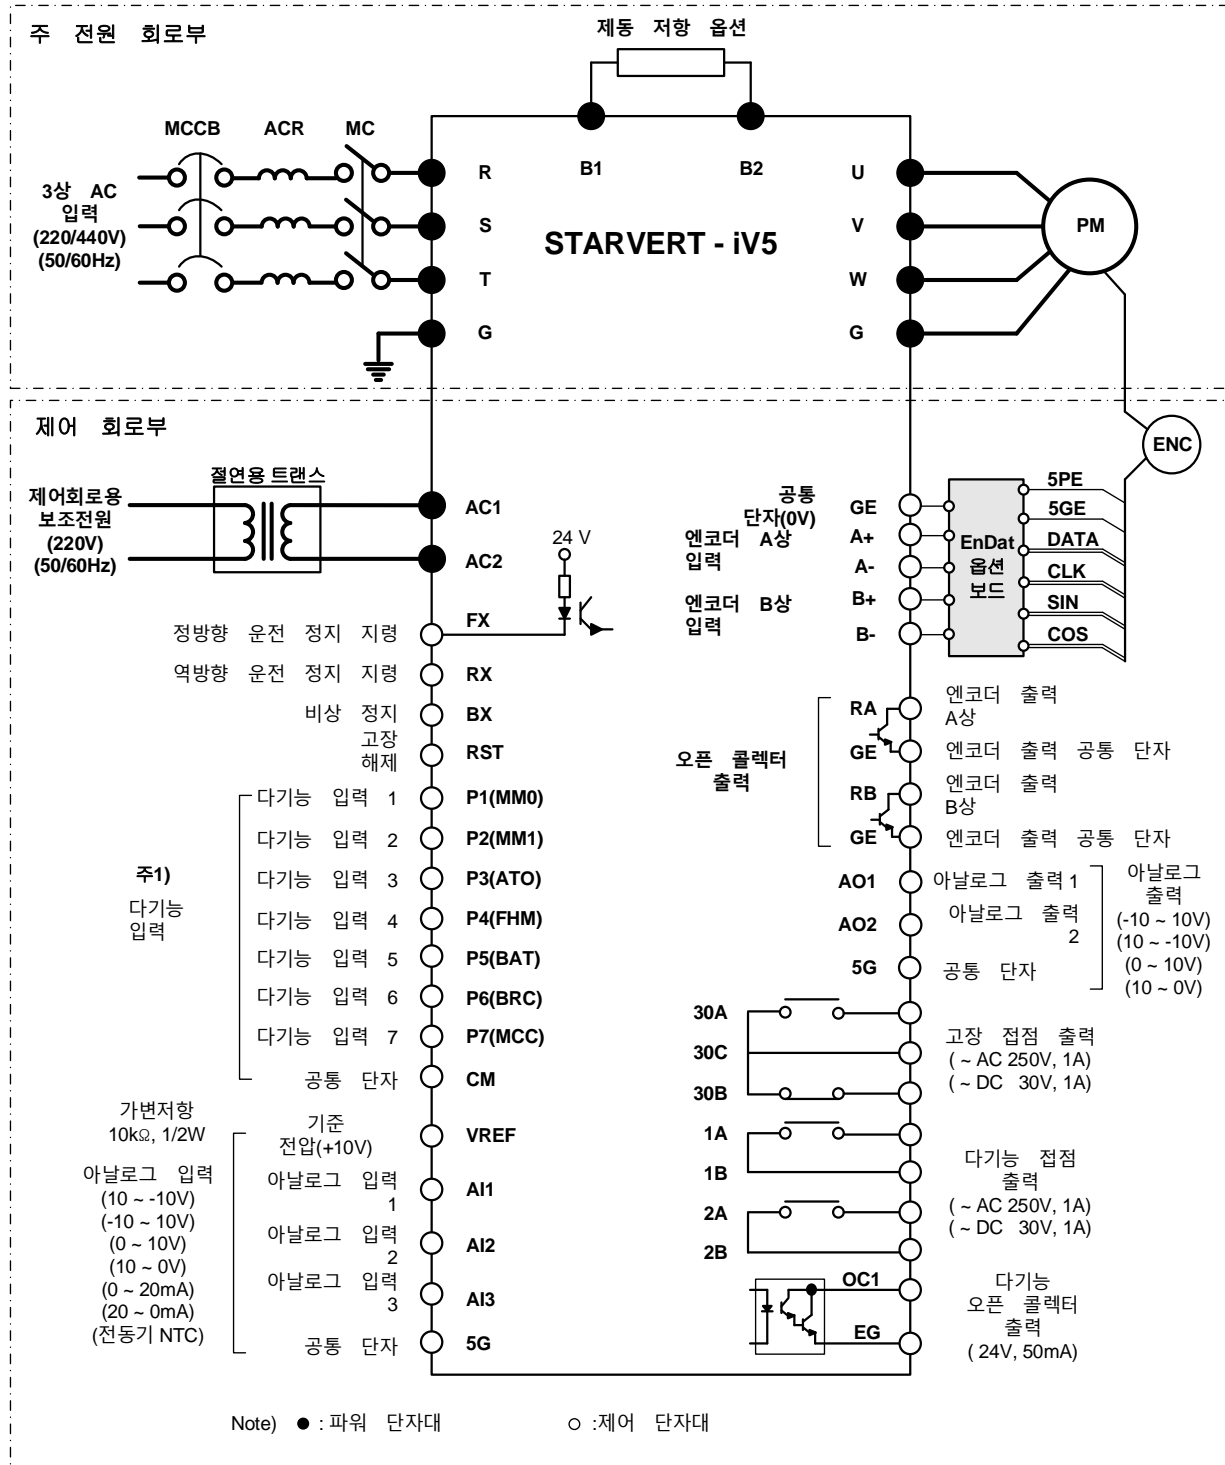 주 전원 회로부
제동 저항 옵션
MCCB
ACR
MC
3상 AC
입력
(220/440V)
(50/60Hz)
R
S
T
G
B1
B2
STARVERT - iV5
U
V
W
G
PM
제어 회로부
ENC
절연용 트랜스
제어회로용
보조전원
(220V)
(50/60Hz)
AC1
AC2
24 V
정방향 운전 정지 지령
FX
역방향 운전 정지 지령
RX
비상 정지
BX
고장
해제
RST
주1)
다기능
입력
다기능 입력 1
P1(MM0)
다기능 입력 2
P2(MM1)
다기능 입력 3
P3(ATO)
다기능 입력 4
P4(FHM)
다기능 입력 5
P5(BAT)
다기능 입력 6
P6(BRC)
다기능 입력 7
P7(MCC)
공통 단자
CM
가변저항
10kΩ, 1/2W
기준
전압(+10V)
VREF
아날로그 입력
(10 ~ -10V)
(-10 ~ 10V)
(0 ~ 10V)
(10 ~ 0V)
(0 ~ 20mA)
(20 ~ 0mA)
(전동기 NTC)
아날로그 입력
1
AI1
아날로그 입력
2
AI2
아날로그 입력
3
AI3
공통 단자
5G
공통
단자(0V)
GE
엔코더 A상
입력
A+
A-
엔코더 B상
입력
B+
B-
EnDat
옵션
보드
5PE
5GE
DATA
CLK
SIN
COS
오픈 콜렉터
출력
RA
엔코더 출력
A상
GE
엔코더 출력 공통 단자
RB
엔코더 출력
B상
GE
엔코더 출력 공통 단자
AO1
아날로그 출력 1
AO2
아날로그 출력
2
5G
공통 단자
아날로그
출력
(-10 ~ 10V)
(10 ~ -10V)
(0 ~ 10V)
(10 ~ 0V)
30A
30C
30B
고장 접점 출력
( ~ AC 250V, 1A)
( ~ DC 30V, 1A)
1A
1B
2A
2B
다기능 접점
출력
( ~ AC 250V, 1A)
( ~ DC 30V, 1A)
OC1
EG
다기능
오픈 콜렉터
출력
( 24V, 50mA)
Note) ● : 파워 단자대 ○ :제어 단자대